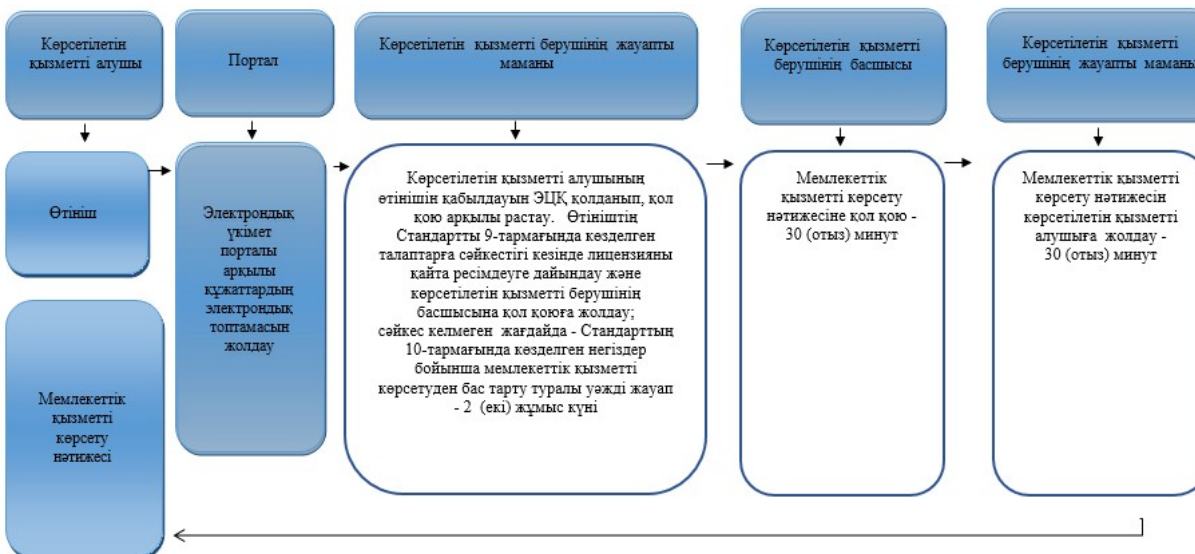 Көрсетілетін
қызметті алушы
Портал
Көрсетілетін қызметті берушінің жауапты
маманы
Көрсетілетін қызметті
берушінің басшысы
Көрсетілетін қызметті
берушінің жауапты маманы
Өтініш
Электрондық
үкімет
порталы
арқылы
құжаттардың
электрондық
топтамасын
жолдау
Көрсетілетін қызметті алушының
өтінішін қабылдауын ЭЦҚ қолданып, қол
қою арқылы растау. Өтініштің
Стандартты 9-тармағында көзделген
талаптарға сәйкестігі кезінде лицензияны
қайта ресімдеуге дайындау және
көрсетілетін қызметті берушінің
басшысына қол қоюға жолдау;
сәйкес келмеген жағдайда - Стандарттың
10-тармағында көзделген негіздер
бойынша мемлекеттік қызметті
көрсетуден бас тарту туралы уәжді жауап
- 2 (екі) жұмыс күні
Мемлекеттік
қызметті көрсету
нәтижесіне қол қою -
30 (отыз) минут
Мемлекеттік қызметті
көрсету нәтижесін
көрсетілетін қызметті
алушыға жолдау -
30 (отыз) минут
Мемлекеттік
қызметті
көрсету
нәтижесі